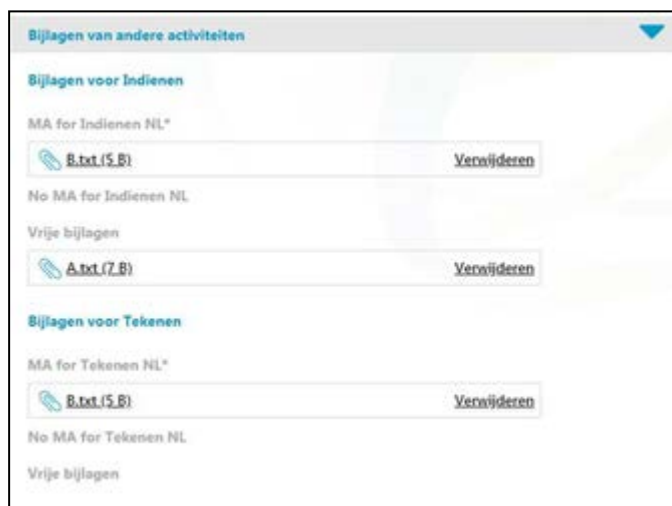 Bijlagen van andere activiteiten
Bijlagen voor Indienen
MA for Indienen NL*
B.txt (5 B) Verwijderen
No MA for Indienen NL
Vrije bijlagen
A.txt (7 B) Verwijderen
Bijlagen voor Tekenen
MA for Tekenen NL*
B.txt (5 B) Verwijderen
No MA for Tekenen NL
Vrije bijlagen